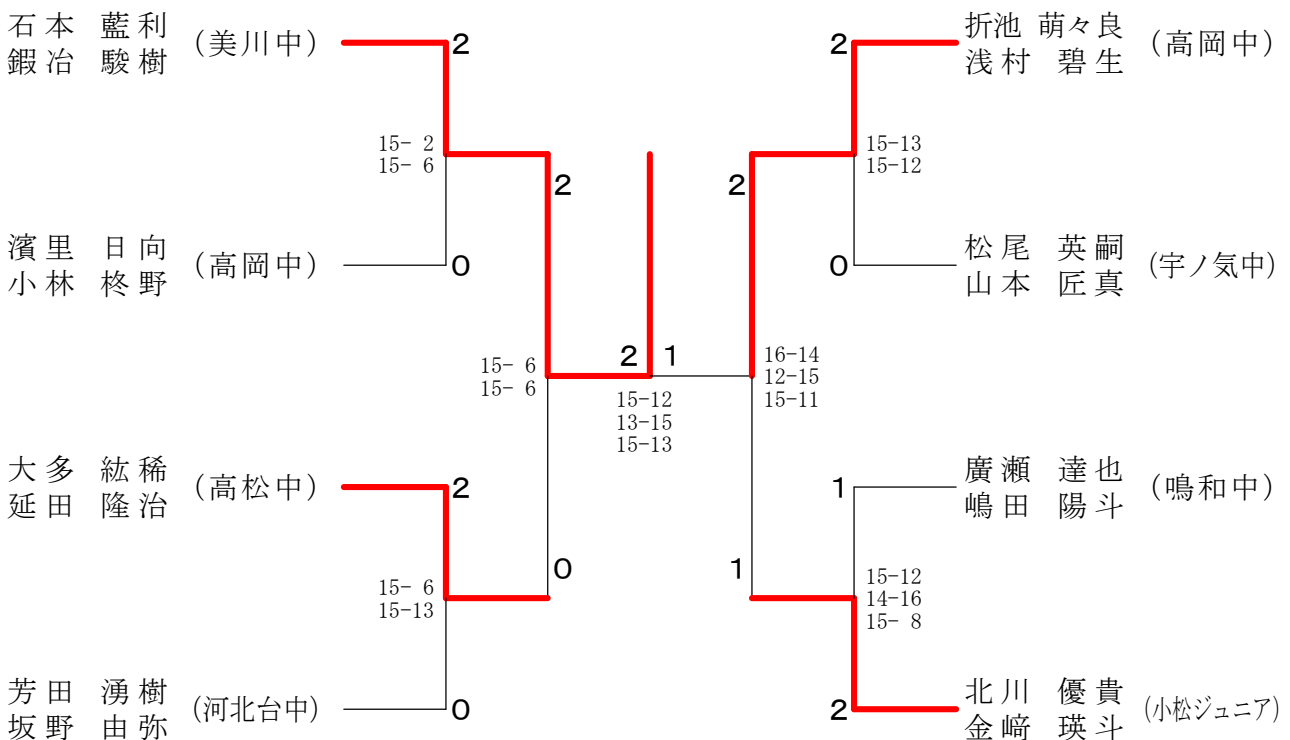 石本 藍利
鍜冶 駿樹
(美川中)
2
15- 2
15- 6
濱里 日向
小林 柊野
(高岡中)
0
2
15- 6
15- 6
大多 紘稀
延田 隆治
(高松中)
2
15- 6
15-13
0
芳田 湧樹
坂野 由弥
(河北台中)
0
2 1
15-12
13-15
15-13
折池 萌々良
浅村 碧生
(高岡中)
2
15-13
15-12
松尾 英嗣
山本 匠真
(宇ノ気中)
0
2
16-14
12-15
15-11
廣瀬 達也
嶋田 陽斗
(鳴和中)
1
15-12
14-16
15- 8
1
北川 優貴
金﨑 瑛斗
(小松ジュニア)
2